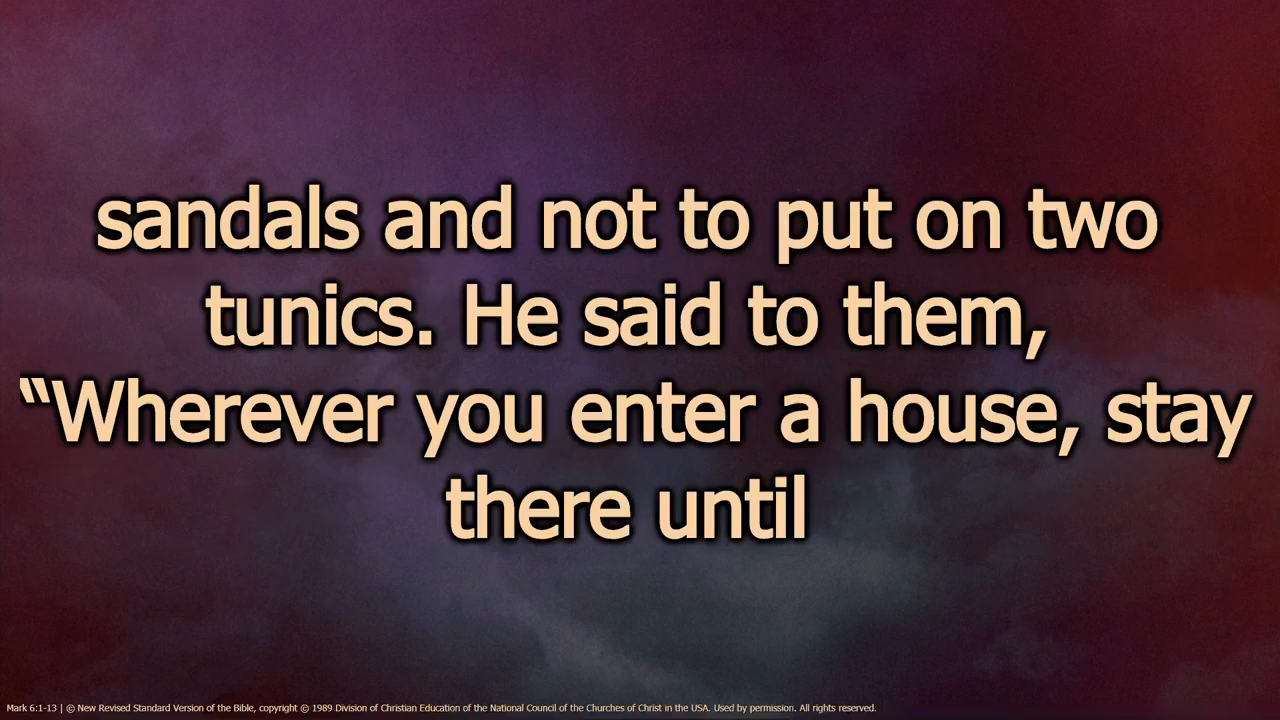 sandals and not to put on two
tunics. He said to them,
“Wherever you enter a house, stay
there until
Mark 6:1-13 | © New Revised Standard Version of the Bible, copyright © 1989 Division of Christian Education of the National Council of the Churches of Christ in the USA. Used by permission. All rights reserved.